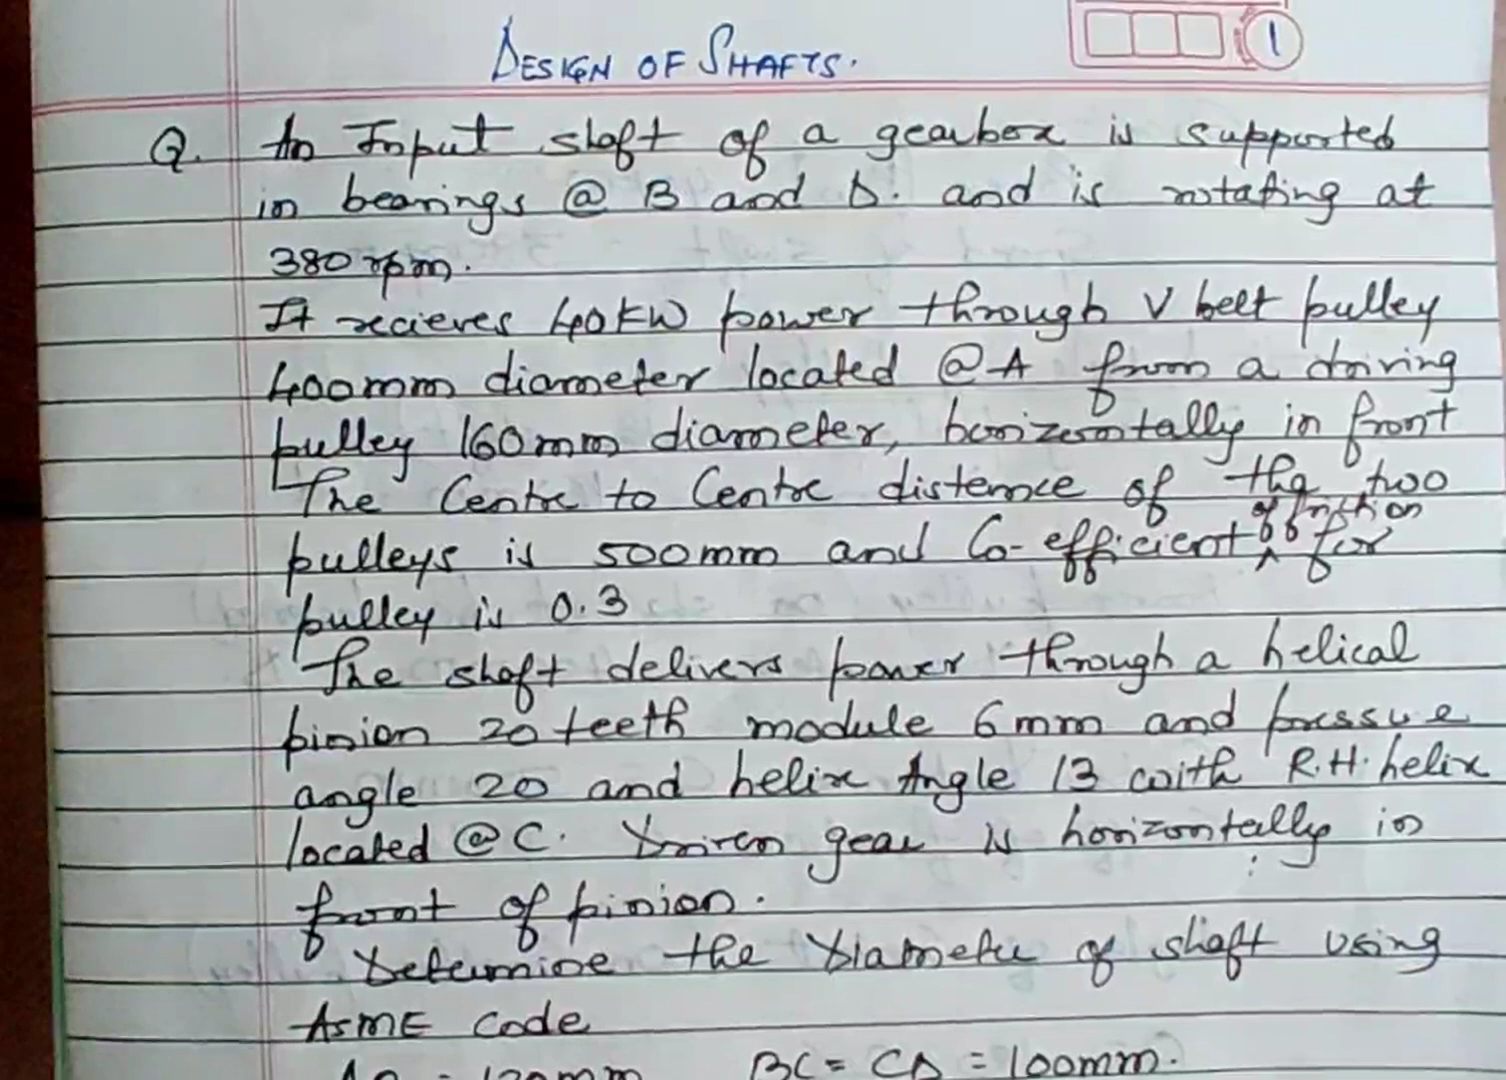 DESIGN OF SHAFTS.
1
Q. An Input shaft of a gearbox is supported
in bearings @ B and D. and is rotating at
380 rpm.
It recieves 40KW power through V belt pulley
400mm diameter located @ A from a driving
pulley 160mm diameter, horizontally in front
The Centre to Centre distence of the two
pulleys is 500mm and Co-efficient of friction for
pulley is 0.3
The shaft delivers power through a helical
pinion 20 teeth module 6mm and pressue
angle 20 and helix Angle 13 with R.H. helix
located @ C. Driven gear is horizontally in
front of pinion.
Determine the Diameter of shaft using
ASME Code
= 120mm BC = CD = 100mm.